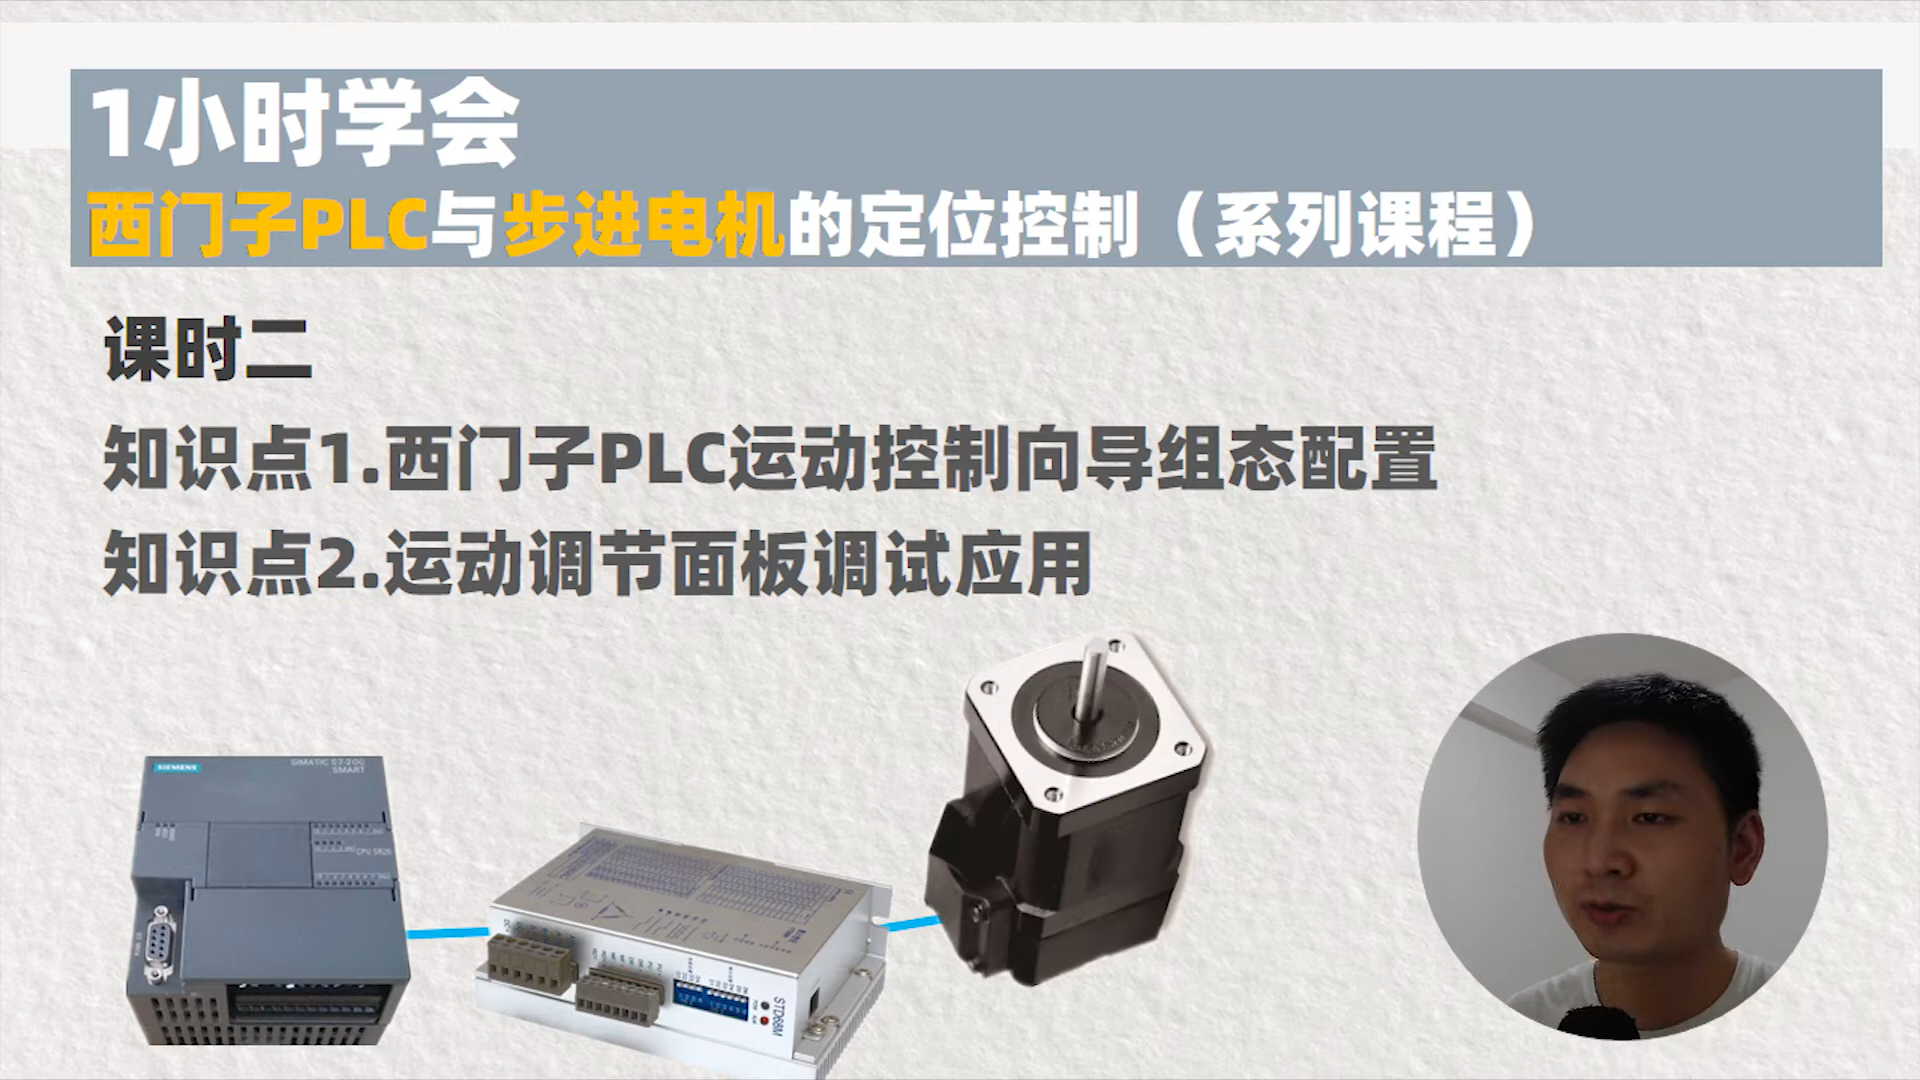 1小时学会
西门子PLC与步进电机的定位控制（系列课程）
课时二
知识点1.西门子PLC运动控制向导组态配置
知识点2.运动调节面板调试应用
SIEMENS
SIMATIC S7-200
SMART
CPU SR20
STD68M